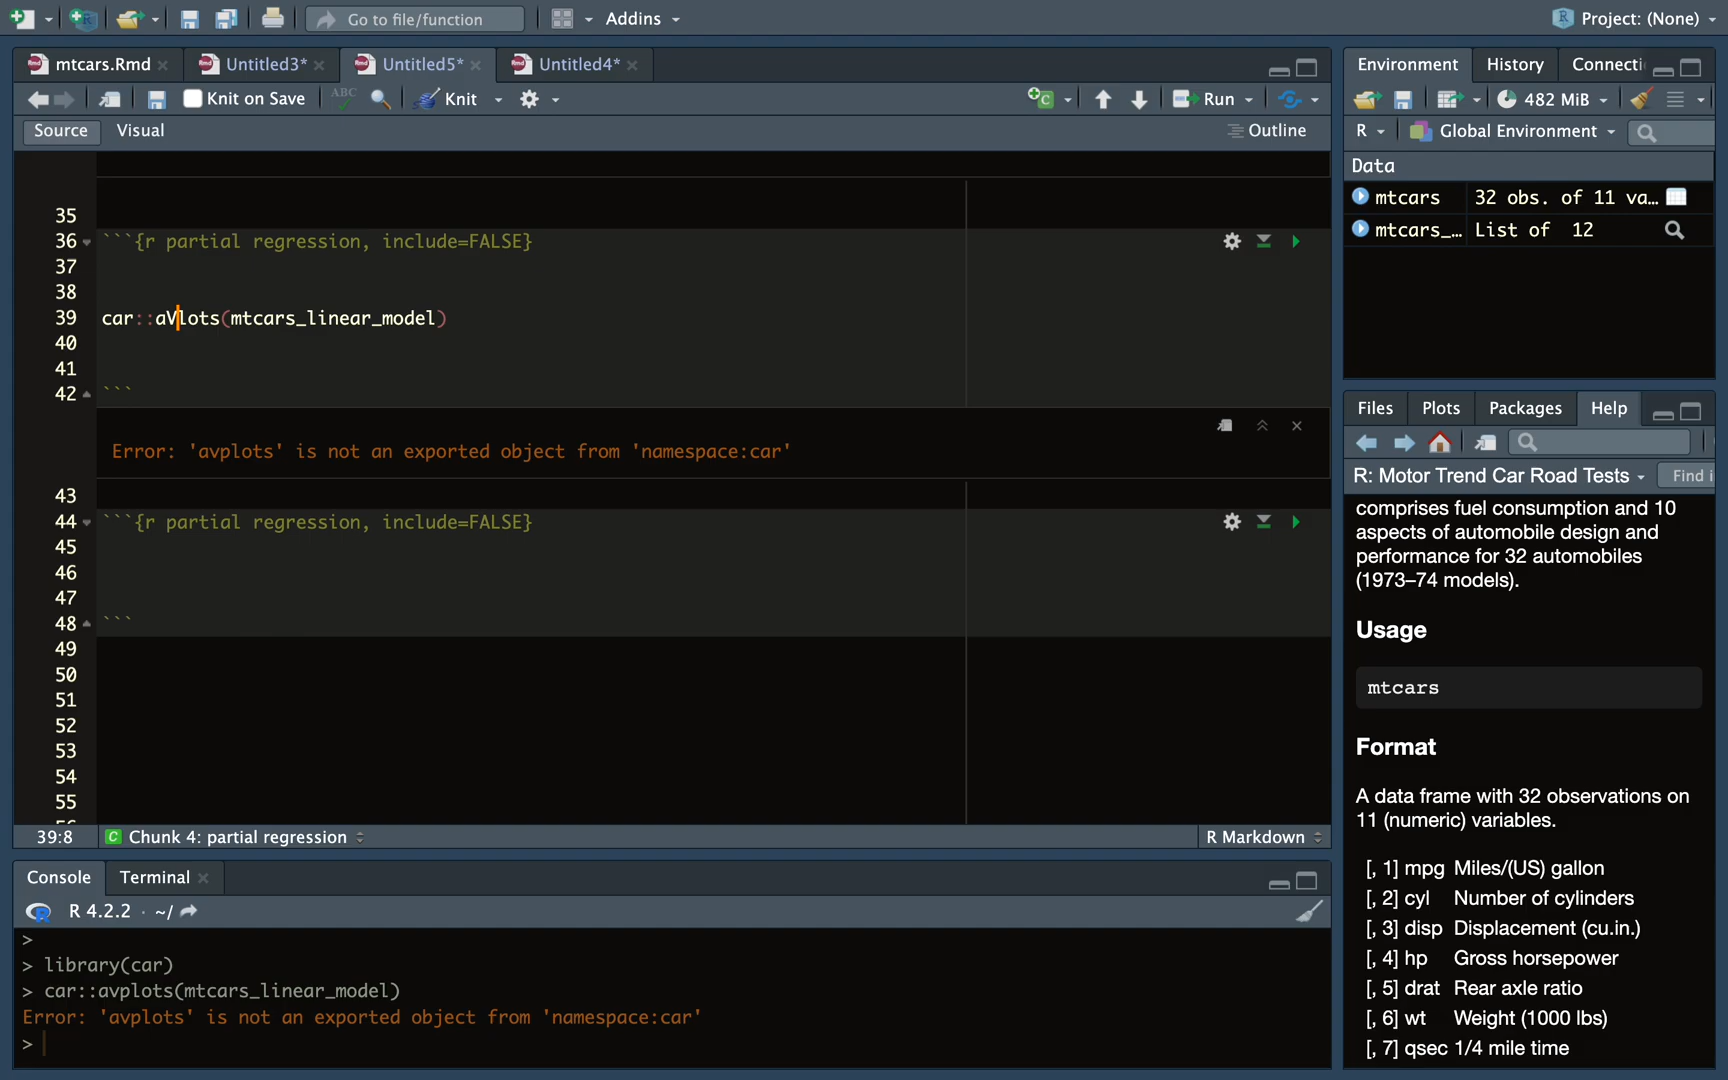 Go to file/function
Addins
Project: (None)
mtcars.Rmd
Untitled3*
Untitled5*
Untitled4*
Knit on Save
ABC
Knit
Run
Source
Visual
Outline
35
36 ```{r partial regression, include=FALSE}
37
38
39 car::aVlots(mtcars_linear_model)
40
41
42 ```
Error: 'avplots' is not an exported object from 'namespace:car'
43
44 ```{r partial regression, include=FALSE}
45
46
47
48 ```
49
50
51
52
53
54
55
39:8
C Chunk 4: partial regression
R Markdown
Console
Terminal
R 4.2.2 · ~/
>
> library(car)
> car::avplots(mtcars_linear_model)
Error: 'avplots' is not an exported object from 'namespace:car'
>
Environment
History
Connecti
482 MiB
R
Global Environment
Data
mtcars 32 obs. of 11 va…
mtcars_… List of 12
Files
Plots
Packages
Help
R: Motor Trend Car Road Tests
Find i
comprises fuel consumption and 10
aspects of automobile design and
performance for 32 automobiles
(1973–74 models).
Usage
mtcars
Format
A data frame with 32 observations on
11 (numeric) variables.
[, 1] mpg Miles/(US) gallon
[, 2] cyl Number of cylinders
[, 3] disp Displacement (cu.in.)
[, 4] hp Gross horsepower
[, 5] drat Rear axle ratio
[, 6] wt Weight (1000 lbs)
[, 7] qsec 1/4 mile time